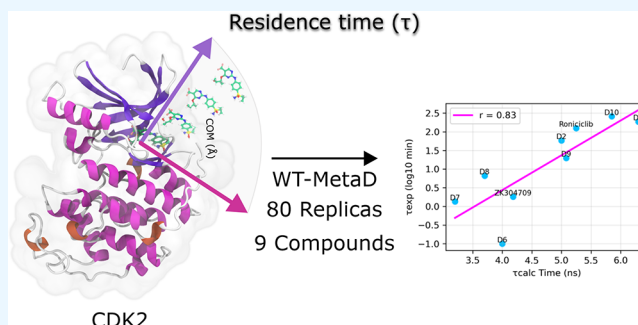 Residence time (τ)
COM (Å)
WT-MetaD
80 Replicas
9 Compounds
CDK2
r = 0.83
D10
Roniciclib
D2
D9
D8
ZK304709
D7
D6
2.5
2.0
1.5
1.0
0.5
0.0
−0.5
−1.0
τexp (log10 min)
3.5 4.0 4.5 5.0 5.5 6.0
τcalc Time (ns)